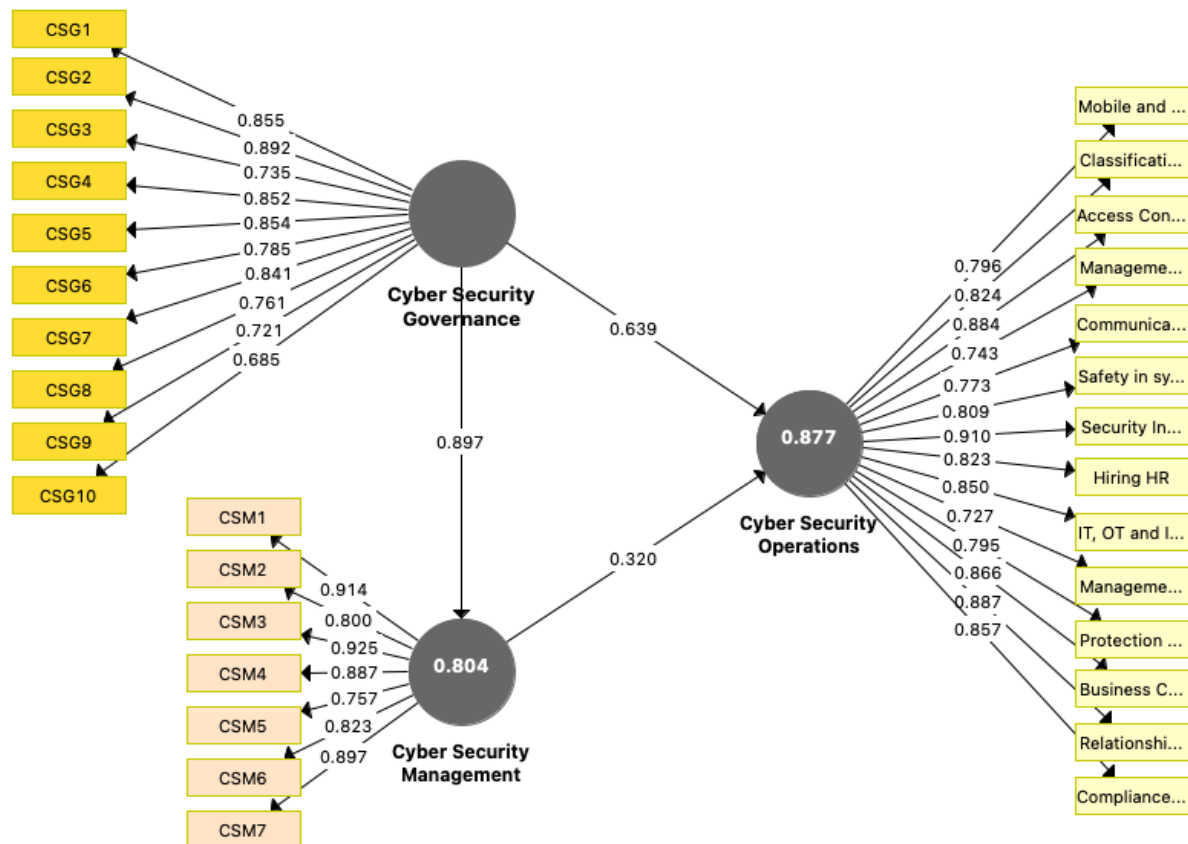 CSG1
CSG2
CSG3
CSG4
CSG5
CSG6
CSG7
CSG8
CSG9
CSG10
0.855
0.892
0.735
0.852
0.854
0.785
0.841
0.761
0.721
0.685
Cyber Security
Governance
0.639
0.897
0.320
CSM1
CSM2
CSM3
CSM4
CSM5
CSM6
CSM7
0.914
0.800
0.925
0.887
0.757
0.823
0.897
0.804
Cyber Security
Management
0.877
Cyber Security
Operations
0.796
0.824
0.884
0.743
0.773
0.809
0.910
0.823
0.850
0.727
0.795
0.866
0.887
0.857
Mobile and ...
Classificati...
Access Con...
Manageme...
Communica...
Safety in sy...
Security In...
Hiring HR
IT, OT and I...
Manageme...
Protection ...
Business C...
Relationshi...
Compliance...